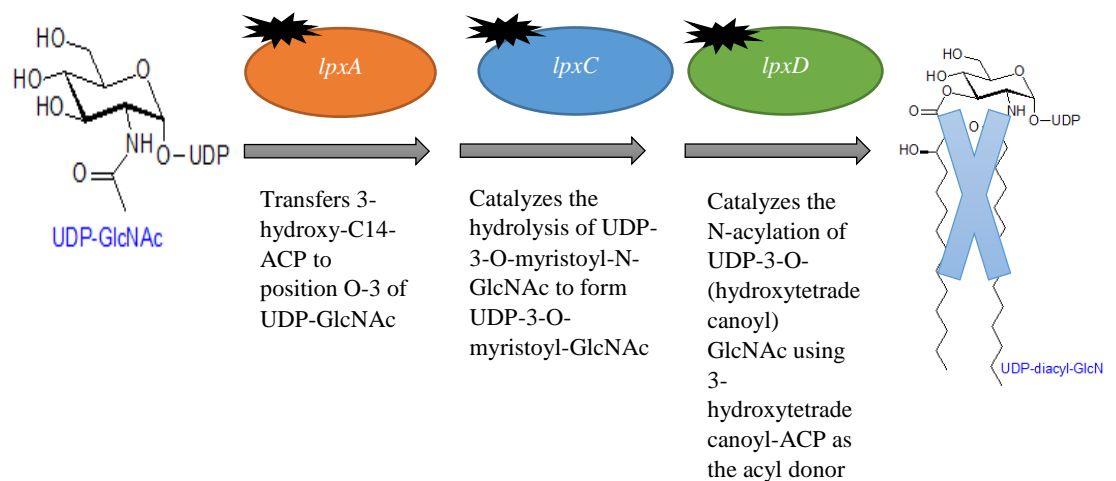 HO
HO
HO
O
NH
O–UDP
O
UDP-GlcNAc
lpxA
lpxC
lpxD
Transfers 3-
hydroxy-C14-
ACP to
position O-3 of
UDP-GlcNAc
Catalyzes the
hydrolysis of UDP-
3-O-myristoyl-N-
GlcNAc to form
UDP-3-O-
myristoyl-GlcNAc
Catalyzes the
N-acylation of
UDP-3-O-
(hydroxytetrade
canoyl)
GlcNAc using
3-
hydroxytetrade
canoyl-ACP as
the acyl donor
HO
HO
O
O
O
NH
O–UDP
O
HO
UDP-diacyl-GlcN